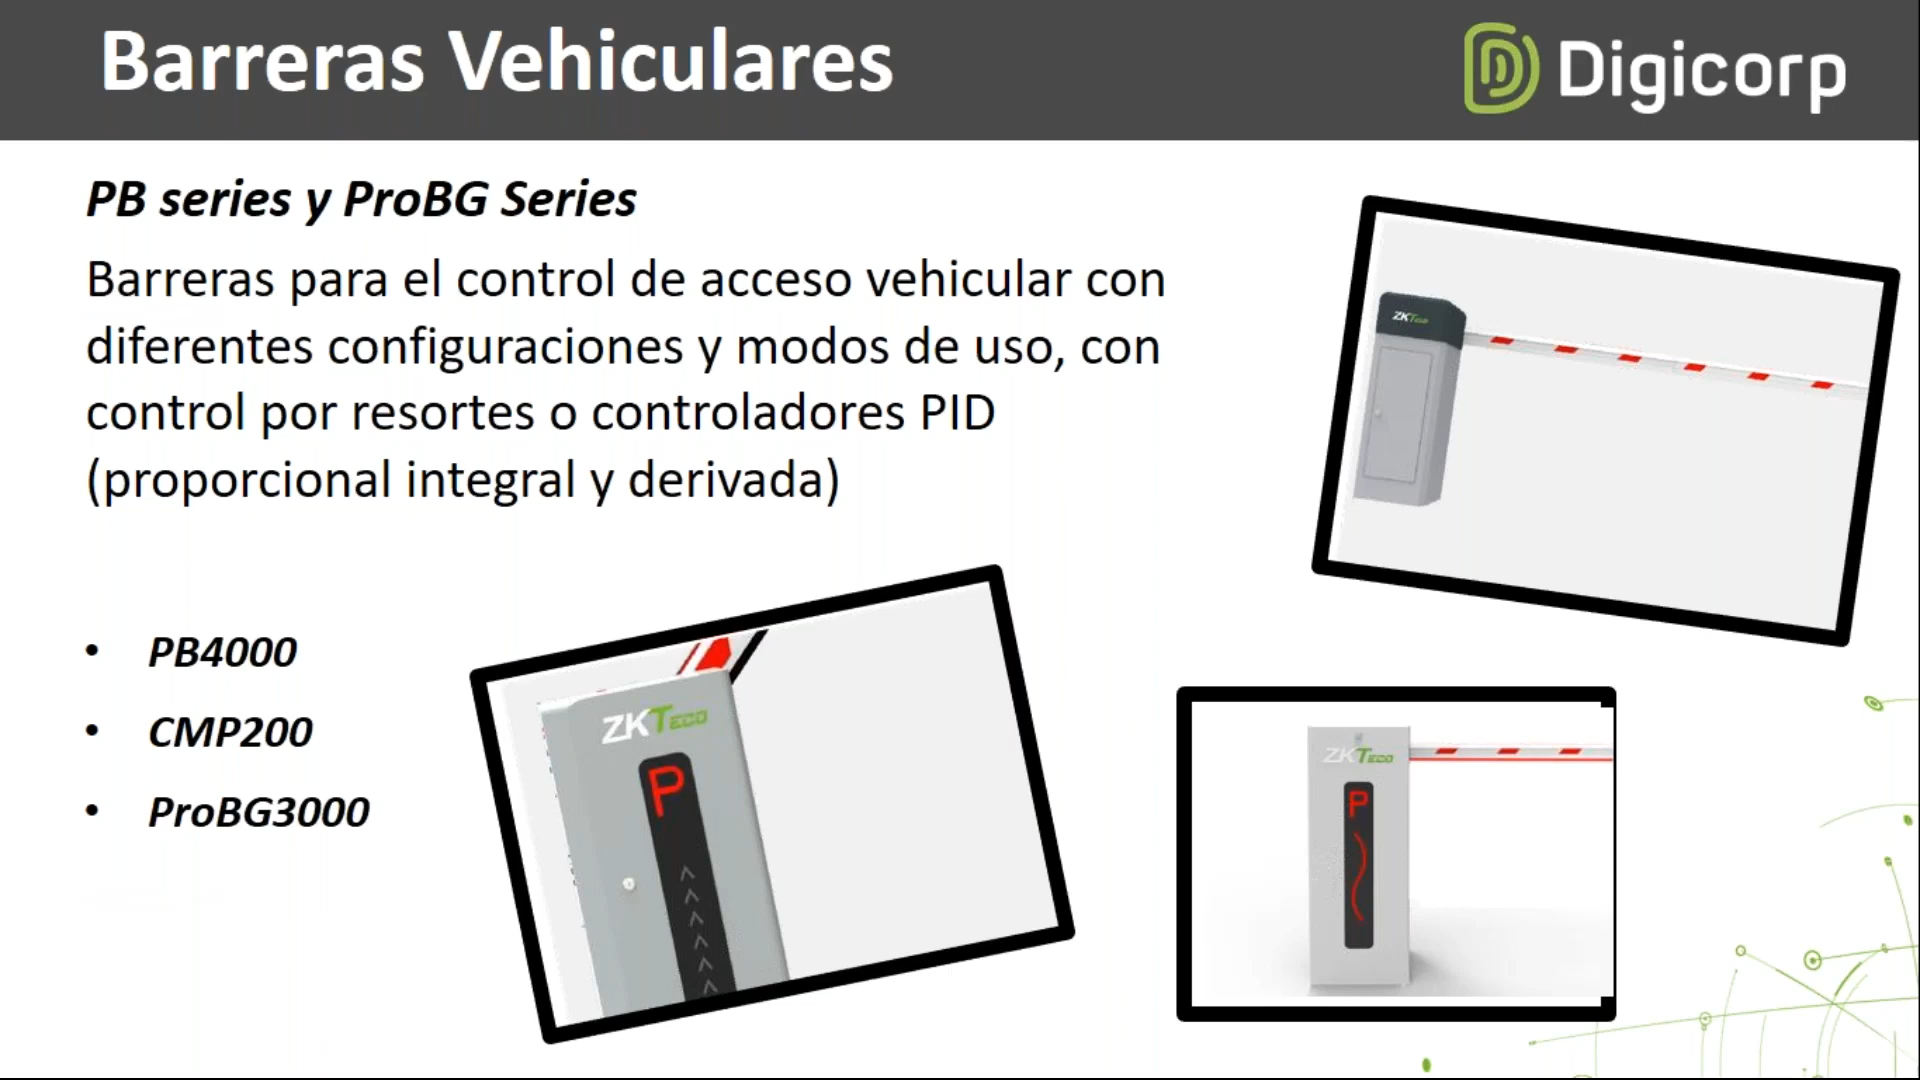 Barreras Vehiculares
Digicorp
PB series y ProBG Series
Barreras para el control de acceso vehicular con
diferentes configuraciones y modos de uso, con
control por resortes o controladores PID
(proporcional integral y derivada)
• PB4000
• CMP200
• ProBG3000
ZKTeco
ZKTECO
P
ZKTECO
P